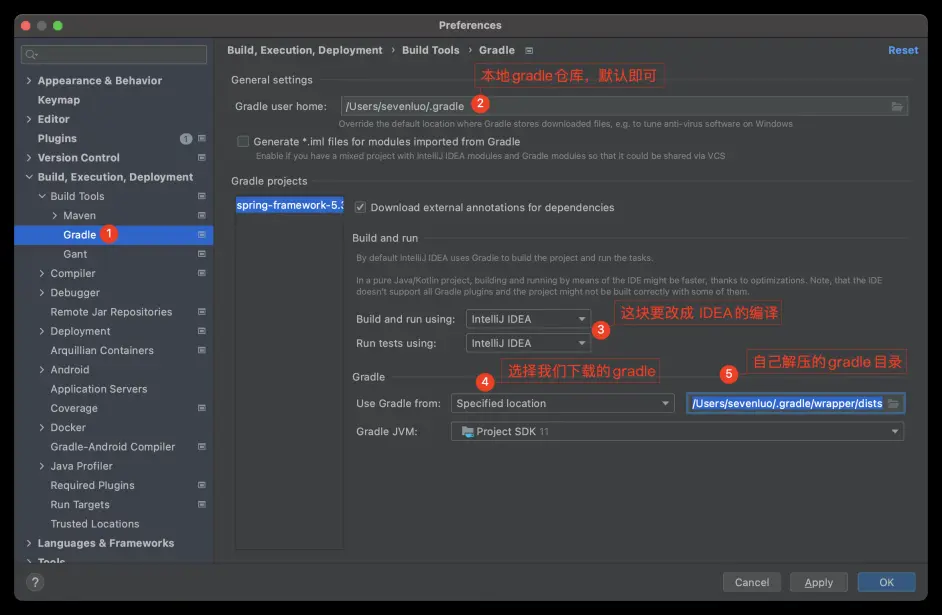 Preferences
Build, Execution, Deployment › Build Tools › Gradle
Reset
General settings
本地gradle仓库，默认即可
Gradle user home: /Users/sevenluo/.gradle 2
Override the default location where Gradle stores downloaded files, e.g. to tune anti-virus software on Windows
Generate *.iml files for modules imported from Gradle
Enable if you have a mixed project with IntelliJ IDEA modules and Gradle modules so that it could be shared via VCS
Gradle projects
spring-framework-5.3
Download external annotations for dependencies
Build and run
By default IntelliJ IDEA uses Gradle to build the project and run the tasks.
In a pure Java/Kotlin project, building and running by means of the IDE might be faster, thanks to optimizations. Note, that the IDE
doesn't support all Gradle plugins and the project might not be built correctly with some of them.
Build and run using: IntelliJ IDEA
3 这块要改成 IDEA的编译
Run tests using: IntelliJ IDEA
Gradle
4 选择我们下载的gradle
5 自己解压的gradle目录
Use Gradle from: Specified location /Users/sevenluo/.gradle/wrapper/dists
Gradle JVM: Project SDK 11
Appearance & Behavior
Keymap
Editor
Plugins 1
Version Control
Build, Execution, Deployment
Build Tools
Maven
Gradle 1
Gant
Compiler
Debugger
Remote Jar Repositories
Deployment
Arquillian Containers
Android
Application Servers
Coverage
Docker
Gradle-Android Compiler
Java Profiler
Required Plugins
Run Targets
Trusted Locations
Languages & Frameworks
Tools
?
Cancel
Apply
OK